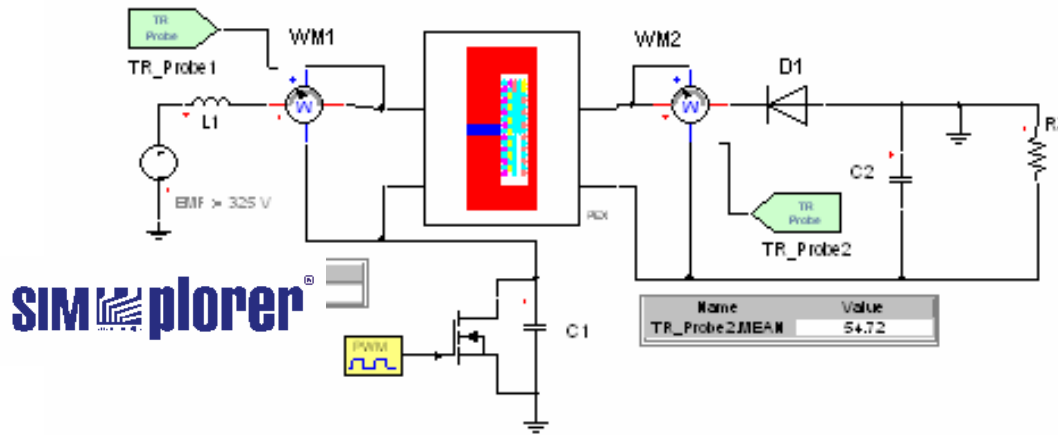 TR
Probe
TR_Probe1
WM1
WM2
D1
W
W
L1
EMF := 325 V
PEX
C2
TR
Probe
TR_Probe2
SIMplorer®
PWM
C1
Name Value
TR_Probe2.MEAN 54.72